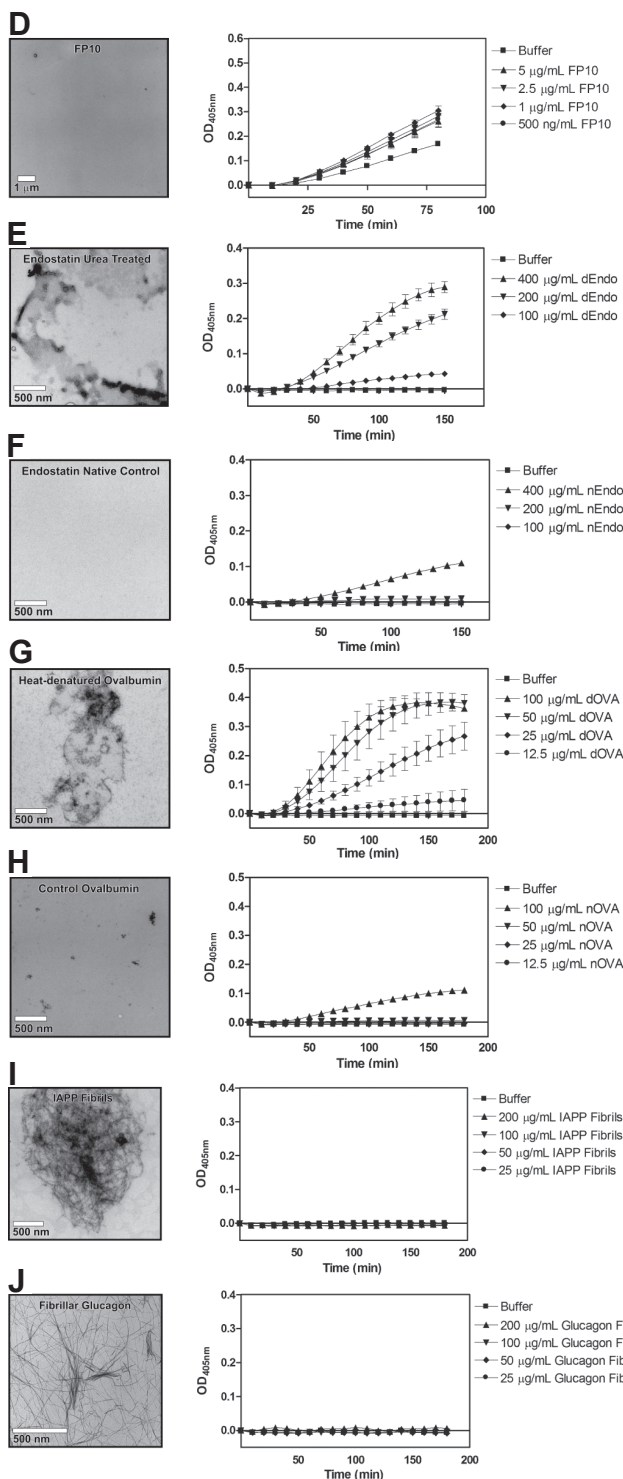 D
FP10
1 μm
OD405nm
0.4
0.3
0.2
0.1
0.0
25
50
75
100
Time (min)
Buffer
5 μg/mL FP10
2.5 μg/mL FP10
1 μg/mL FP10
500 ng/mL FP10
E
Endostatin Urea Treated
500 nm
OD405nm
0.4
0.3
0.2
0.1
0.0
50
100
150
Time (min)
Buffer
400 μg/mL dEndo
200 μg/mL dEndo
100 μg/mL dEndo
F
Endostatin Native Control
500 nm
OD405nm
0.4
0.3
0.2
0.1
0.0
50
100
150
Time (min)
Buffer
400 μg/mL nEndo
200 μg/mL nEndo
100 μg/mL nEndo
G
Heat-denatured Ovalbumin
500 nm
OD405nm
0.5
0.4
0.3
0.2
0.1
0.0
50
100
150
200
Time (min)
Buffer
100 μg/mL dOVA
50 μg/mL dOVA
25 μg/mL dOVA
12.5 μg/mL dOVA
H
Control Ovalbumin
500 nm
OD405nm
0.4
0.3
0.2
0.1
0.0
50
100
150
200
Time (min)
Buffer
100 μg/mL nOVA
50 μg/mL nOVA
25 μg/mL nOVA
12.5 μg/mL nOVA
I
IAPP Fibrils
500 nm
OD405nm
0.4
0.3
0.2
0.1
0.0
50
100
150
200
Time (min)
Buffer
200 μg/mL IAPP Fibrils
100 μg/mL IAPP Fibrils
50 μg/mL IAPP Fibrils
25 μg/mL IAPP Fibrils
J
Fibrillar Glucagon
500 nm
OD405nm
0.4
0.3
0.2
0.1
0.0
50
100
150
200
Time (min)
Buffer
200 μg/mL Glucagon F
100 μg/mL Glucagon F
50 μg/mL Glucagon Fib
25 μg/mL Glucagon Fib